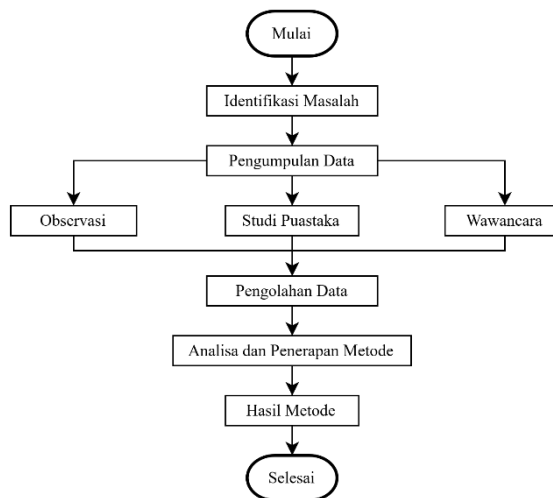 Mulai
Identifikasi Masalah
Pengumpulan Data
Observasi
Studi Puastaka
Wawancara
Pengolahan Data
Analisa dan Penerapan Metode
Hasil Metode
Selesai